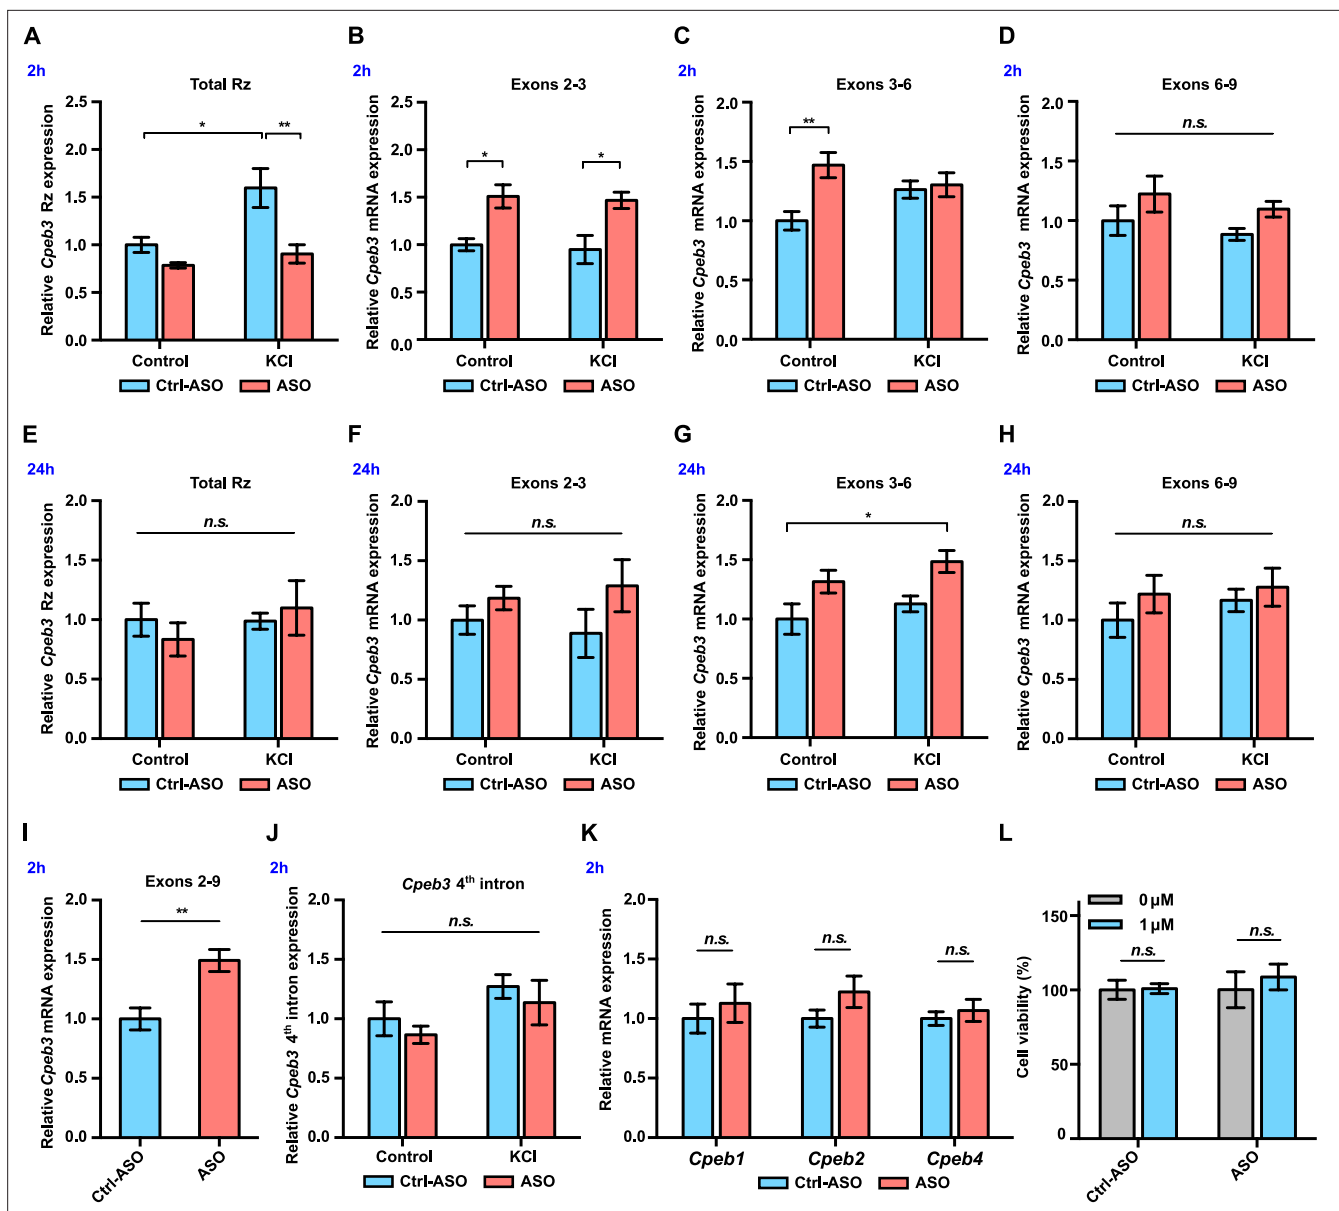 A
2h
Total Rz
Relative Cpeb3 Rz expression
2.5
2.0
1.5
1.0
0.5
0.0
*
**
Control
KCl
Ctrl-ASO
ASO
B
2h
Exons 2-3
Relative Cpeb3 mRNA expression
2.5
2.0
1.5
1.0
0.5
0.0
*
*
Control
KCl
Ctrl-ASO
ASO
C
2h
Exons 3-6
Relative Cpeb3 mRNA expression
2.0
1.5
1.0
0.5
0.0
**
Control
KCl
Ctrl-ASO
ASO
D
2h
Exons 6-9
Relative Cpeb3 mRNA expression
2.0
1.5
1.0
0.5
0.0
n.s.
Control
KCl
Ctrl-ASO
ASO
E
24h
Total Rz
Relative Cpeb3 Rz expression
2.0
1.5
1.0
0.5
0.0
n.s.
Control
KCl
Ctrl-ASO
ASO
F
24h
Exons 2-3
Relative Cpeb3 mRNA expression
2.0
1.5
1.0
0.5
0.0
n.s.
Control
KCl
Ctrl-ASO
ASO
G
24h
Exons 3-6
Relative Cpeb3 mRNA expression
2.0
1.5
1.0
0.5
0.0
*
Control
KCl
Ctrl-ASO
ASO
H
24h
Exons 6-9
Relative Cpeb3 mRNA expression
2.0
1.5
1.0
0.5
0.0
n.s.
Control
KCl
Ctrl-ASO
ASO
I
2h
Exons 2-9
Relative Cpeb3 mRNA expression
2.0
1.5
1.0
0.5
0.0
**
Ctrl-ASO
ASO
J
2h
Cpeb3 4th intron
Relative Cpeb3 4th intron expression
2.0
1.5
1.0
0.5
0.0
n.s.
Control
KCl
Ctrl-ASO
ASO
K
2h
Relative mRNA expression
2.0
1.5
1.0
0.5
0.0
n.s.
n.s.
n.s.
Cpeb1
Cpeb2
Cpeb4
Ctrl-ASO
ASO
L
Cell viability (%)
150
100
50
0
0 µM
1 µM
n.s.
n.s.
Ctrl-ASO
ASO